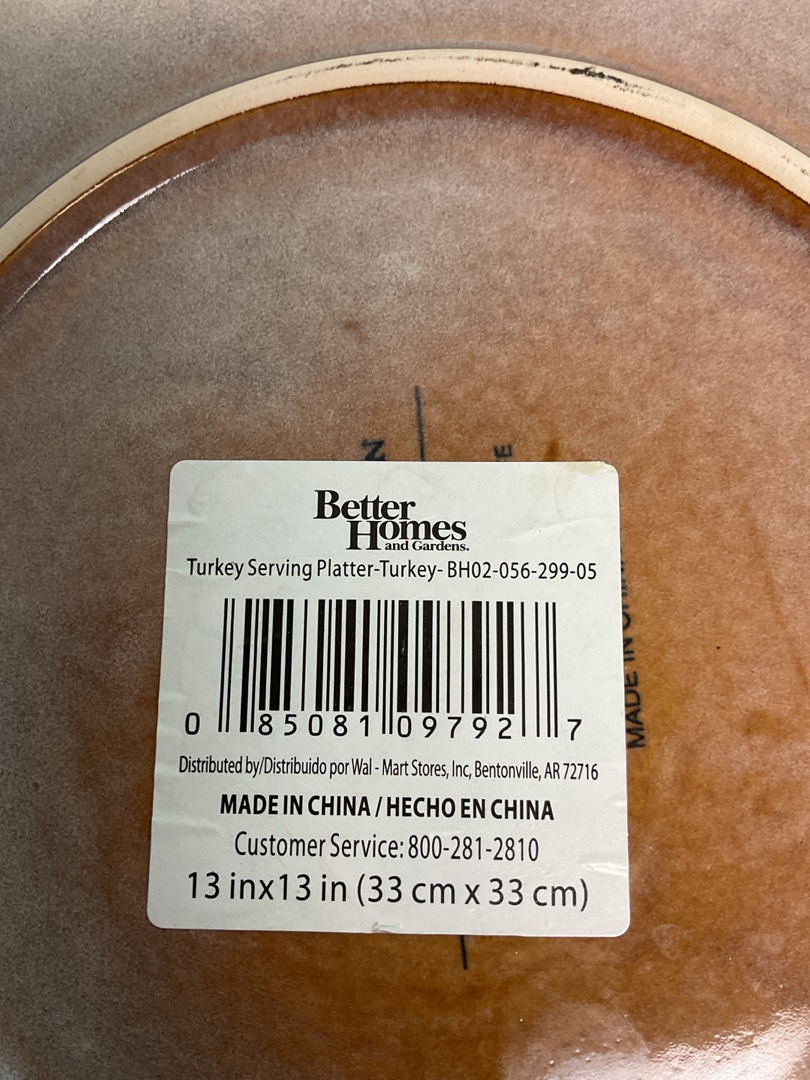 Better
Homes
and Gardens.
Turkey Serving Platter-Turkey- BH02-056-299-05
0 85081 09792 7
Distributed by/Distribuido por Wal - Mart Stores, Inc, Bentonville, AR 72716
MADE IN CHINA / HECHO EN CHINA
Customer Service: 800-281-2810
13 inx13 in (33 cm x 33 cm)
MADE IN CHINA